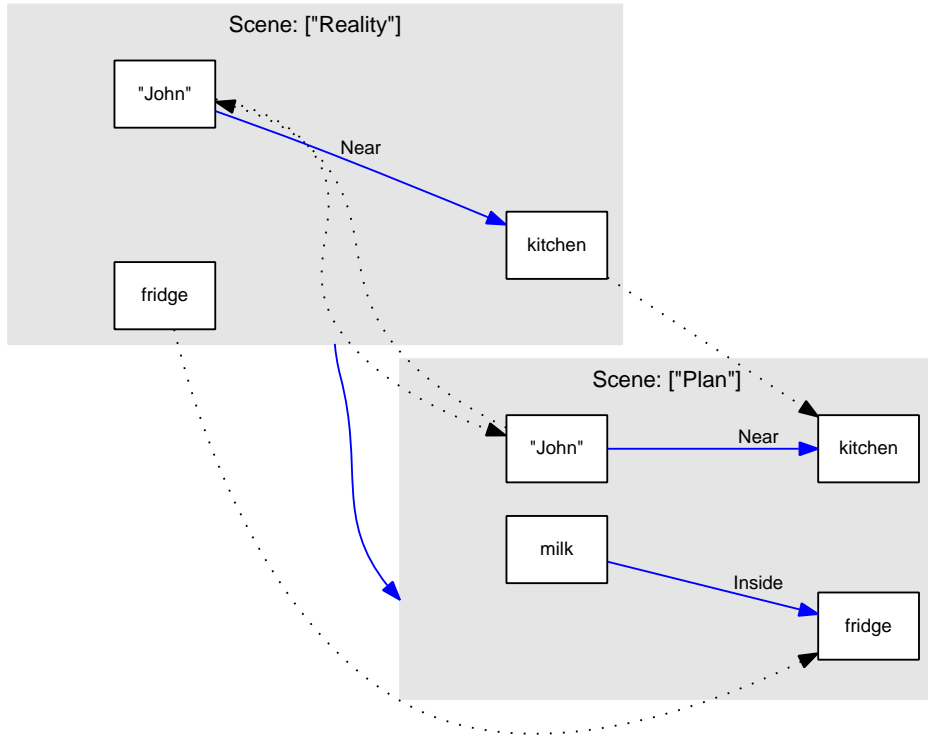 Scene: ["Reality"]
"John"
Near
kitchen
fridge
Scene: ["Plan"]
"John"
Near
kitchen
milk
Inside
fridge